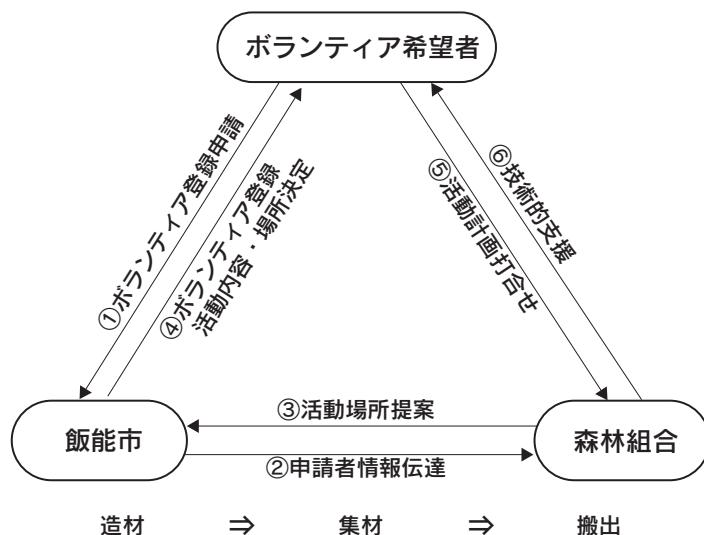 ボランティア希望者
①ボランティア登録申請
④ボランティア登録
活動内容・場所決定
⑤活動計画打合せ
⑥技術的支援
飯能市
③活動場所提案
②申請者情報伝達
森林組合
造材 ⇒ 集材 ⇒ 搬出